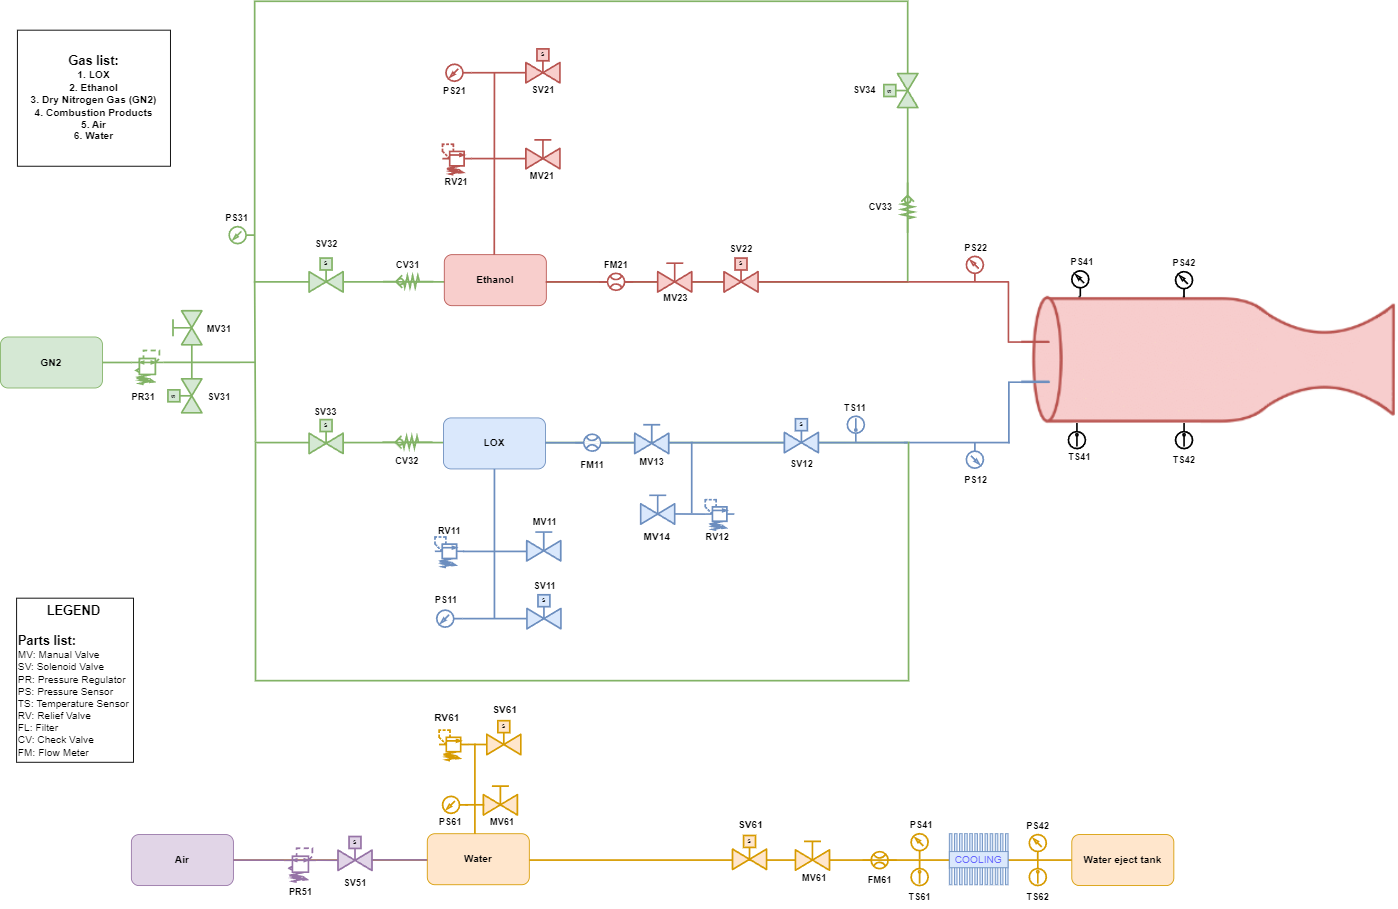 Gas list:
1. LOX
2. Ethanol
3. Dry Nitrogen Gas (GN2)
4. Combustion Products
5. Air
6. Water
PS21
S
SV21
RV21
MV21
SV34
S
CV33
PS31
SV32
S
CV31
Ethanol
FM21
MV23
SV22
S
PS22
PS41
PS42
GN2
PR31
MV31
S
SV31
SV33
S
CV32
LOX
FM11
MV13
S
SV12
TS11
PS12
TS41
TS42
MV14
RV12
RV11
MV11
PS11
SV11
S
LEGEND
Parts list:
MV: Manual Valve
SV: Solenoid Valve
PR: Pressure Regulator
PS: Pressure Sensor
TS: Temperature Sensor
RV: Relief Valve
FL: Filter
CV: Check Valve
FM: Flow Meter
RV61
SV61
S
PS61
MV61
Air
PR51
S
SV51
Water
SV61
S
MV61
FM61
PS41
TS61
COOLING
PS42
TS62
Water eject tank